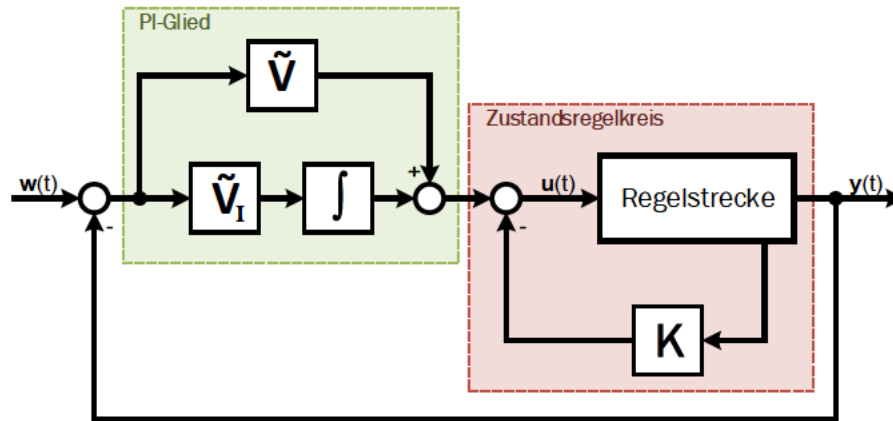 PI-Glied
Ṽ
Zustandsregelkreis
w(t)
+
u(t)
Regelstrecke
y(t)
Ṽ_I
∫
-
-
K